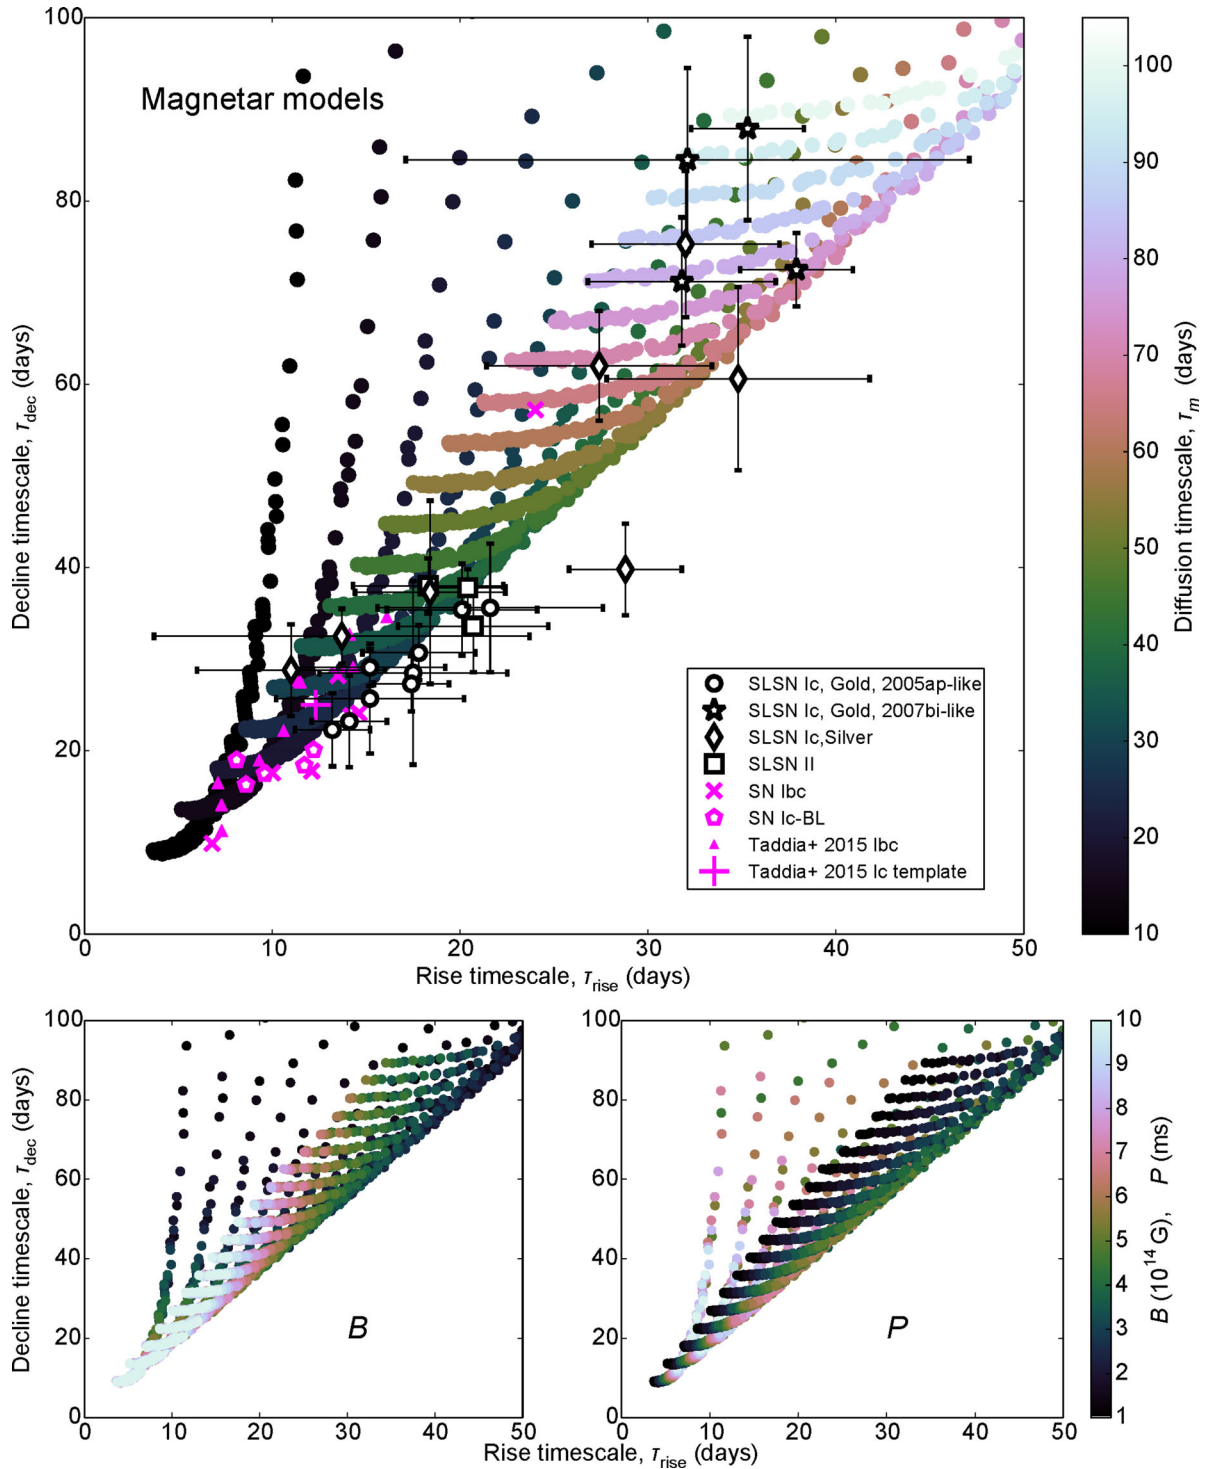 100
80
60
40
20
0
Decline timescale, τdec (days)
Magnetar models
SLSN Ic, Gold, 2005ap-like
SLSN Ic, Gold, 2007bi-like
SLSN Ic,Silver
SLSN II
SN Ibc
SN Ic-BL
Taddia+ 2015 Ibc
Taddia+ 2015 Ic template
0 10 20 30 40 50
Rise timescale, τrise (days)
100
90
80
70
60
50
40
30
20
10
Diffusion timescale, τm (days)
100
80
60
40
20
0
Decline timescale, τdec (days)
B
0 10 20 30 40 50
100
80
60
40
20
0
P
0 10 20 30 40 50
Rise timescale, τrise (days)
10
9
8
7
6
5
4
3
2
1
B (10¹⁴ G), P (ms)